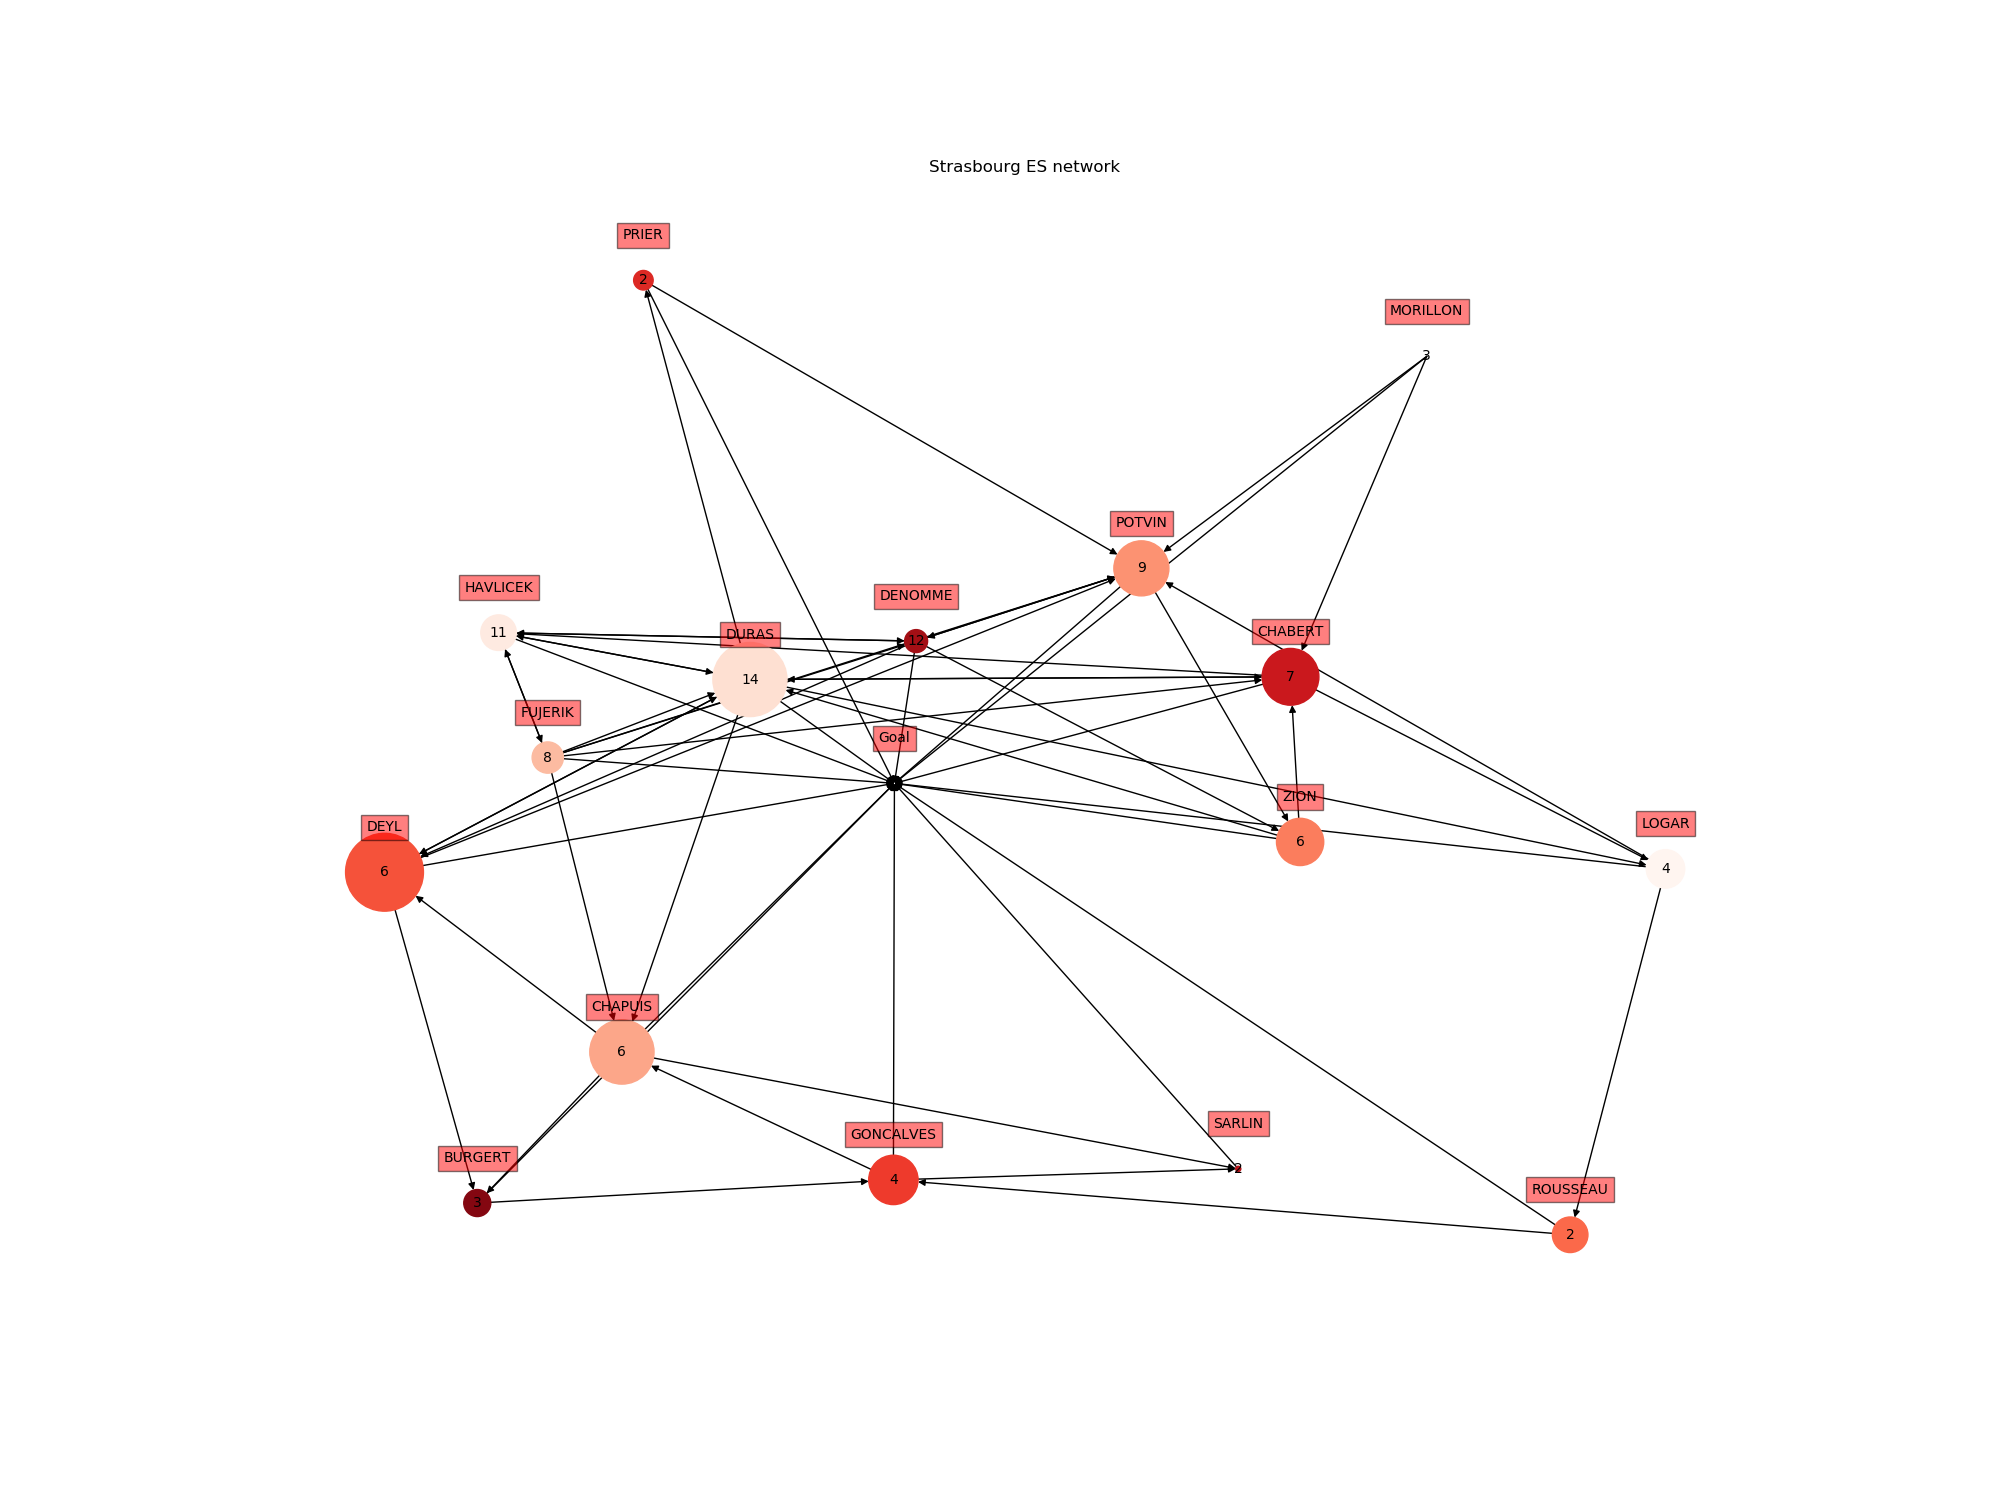 Strasbourg ES network
PRIER
2
MORILLON
3
POTVIN
9
HAVLICEK
11
DENOMME
12
DURAS
14
CHABERT
7
FUJERIK
8
Goal
ZION
6
LOGAR
4
DEYL
6
CHAPUIS
6
SARLIN
2
GONCALVES
4
BURGERT
3
ROUSSEAU
2